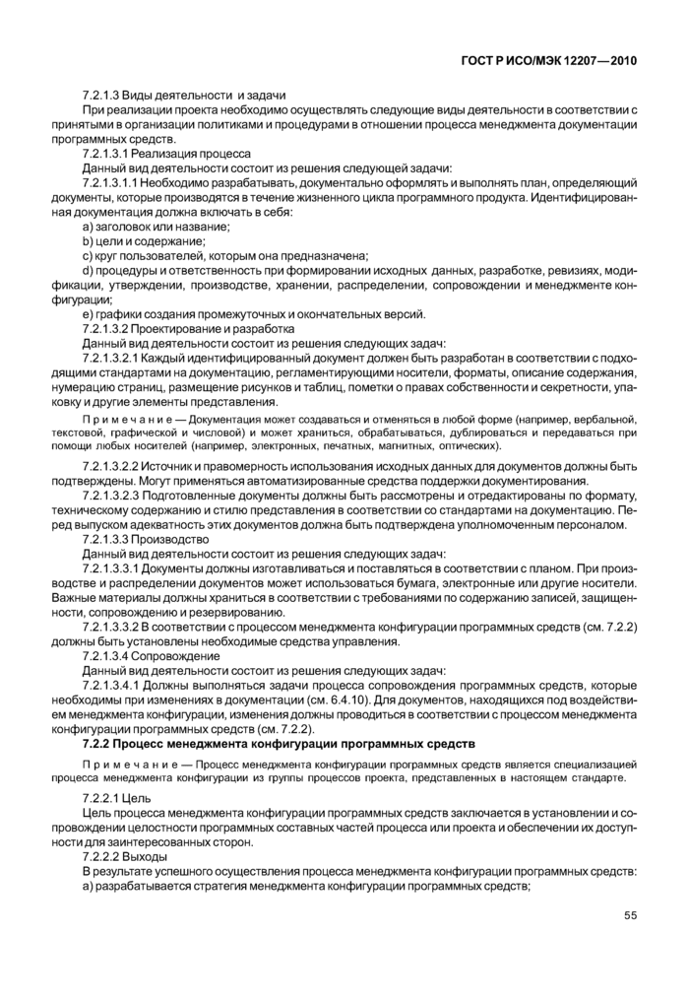 ГОСТ Р ИСО/МЭК 12207—2010
7.2.1.3 Виды деятельности и задачи
При реализации проекта необходимо осуществлять следующие виды деятельности в соответствии с
принятыми в организации политиками и процедурами в отношении процесса менеджмента документации
программных средств.
7.2.1.3.1 Реализация процесса
Данный вид деятельности состоит из решения следующей задачи:
7.2.1.3.1.1 Необходимо разрабатывать, документально оформлять и выполнять план, определяющий
документы, которые производятся в течение жизненного цикла программного продукта. Идентифицирован-
ная документация должна включать в себя:
a) заголовок или название;
b) цели и содержание;
c) круг пользователей, которым она предназначена;
d) процедуры и ответственность при формировании исходных данных, разработке, ревизиях, моди-
фикации, утверждении, производстве, хранении, распределении, сопровождении и менеджменте кон-
фигурации;
e) графики создания промежуточных и окончательных версий.
7.2.1.3.2 Проектирование и разработка
Данный вид деятельности состоит из решения следующих задач:
7.2.1.3.2.1 Каждый идентифицированный документ должен быть разработан в соответствии с подхо-
дящими стандартами на документацию, регламентирующими носители, форматы, описание содержания,
нумерацию страниц, размещение рисунков и таблиц, пометки о правах собственности и секретности, упа-
ковку и другие элементы представления.
П р и м е ч а н и е — Документация может создаваться и отменяться в любой форме (например, вербальной,
текстовой, графической и числовой) и может храниться, обрабатываться, дублироваться и передаваться при
помощи любых носителей (например, электронных, печатных, магнитных, оптических).
7.2.1.3.2.2 Источник и правомерность использования исходных данных для документов должны быть
подтверждены. Могут применяться автоматизированные средства поддержки документирования.
7.2.1.3.2.3 Подготовленные документы должны быть рассмотрены и отредактированы по формату,
техническому содержанию и стилю представления в соответствии со стандартами на документацию. Пе-
ред выпуском адекватность этих документов должна быть подтверждена уполномоченным персоналом.
7.2.1.3.3 Производство
Данный вид деятельности состоит из решения следующих задач:
7.2.1.3.3.1 Документы должны изготавливаться и поставляться в соответствии с планом. При произ-
водстве и распределении документов может использоваться бумага, электронные или другие носители.
Важные материалы должны храниться в соответствии с требованиями по содержанию записей, защищен-
ности, сопровождению и резервированию.
7.2.1.3.3.2 В соответствии с процессом менеджмента конфигурации программных средств (см. 7.2.2)
должны быть установлены необходимые средства управления.
7.2.1.3.4 Сопровождение
Данный вид деятельности состоит из решения следующих задач:
7.2.1.3.4.1 Должны выполняться задачи процесса сопровождения программных средств, которые
необходимы при изменениях в документации (см. 6.4.10). Для документов, находящихся под воздействи-
ем менеджмента конфигурации, изменения должны проводиться в соответствии с процессом менеджмента
конфигурации программных средств (см. 7.2.2).
7.2.2 Процесс менеджмента конфигурации программных средств
П р и м е ч а н и е — Процесс менеджмента конфигурации программных средств является специализацией
процесса менеджмента конфигурации из группы процессов проекта, представленных в настоящем стандарте.
7.2.2.1 Цель
Цель процесса менеджмента конфигурации программных средств заключается в установлении и со-
провождении целостности программных составных частей процесса или проекта и обеспечении их доступ-
ности для заинтересованных сторон.
7.2.2.2 Выходы
В результате успешного осуществления процесса менеджмента конфигурации программных средств:
a) разрабатывается стратегия менеджмента конфигурации программных средств;
55